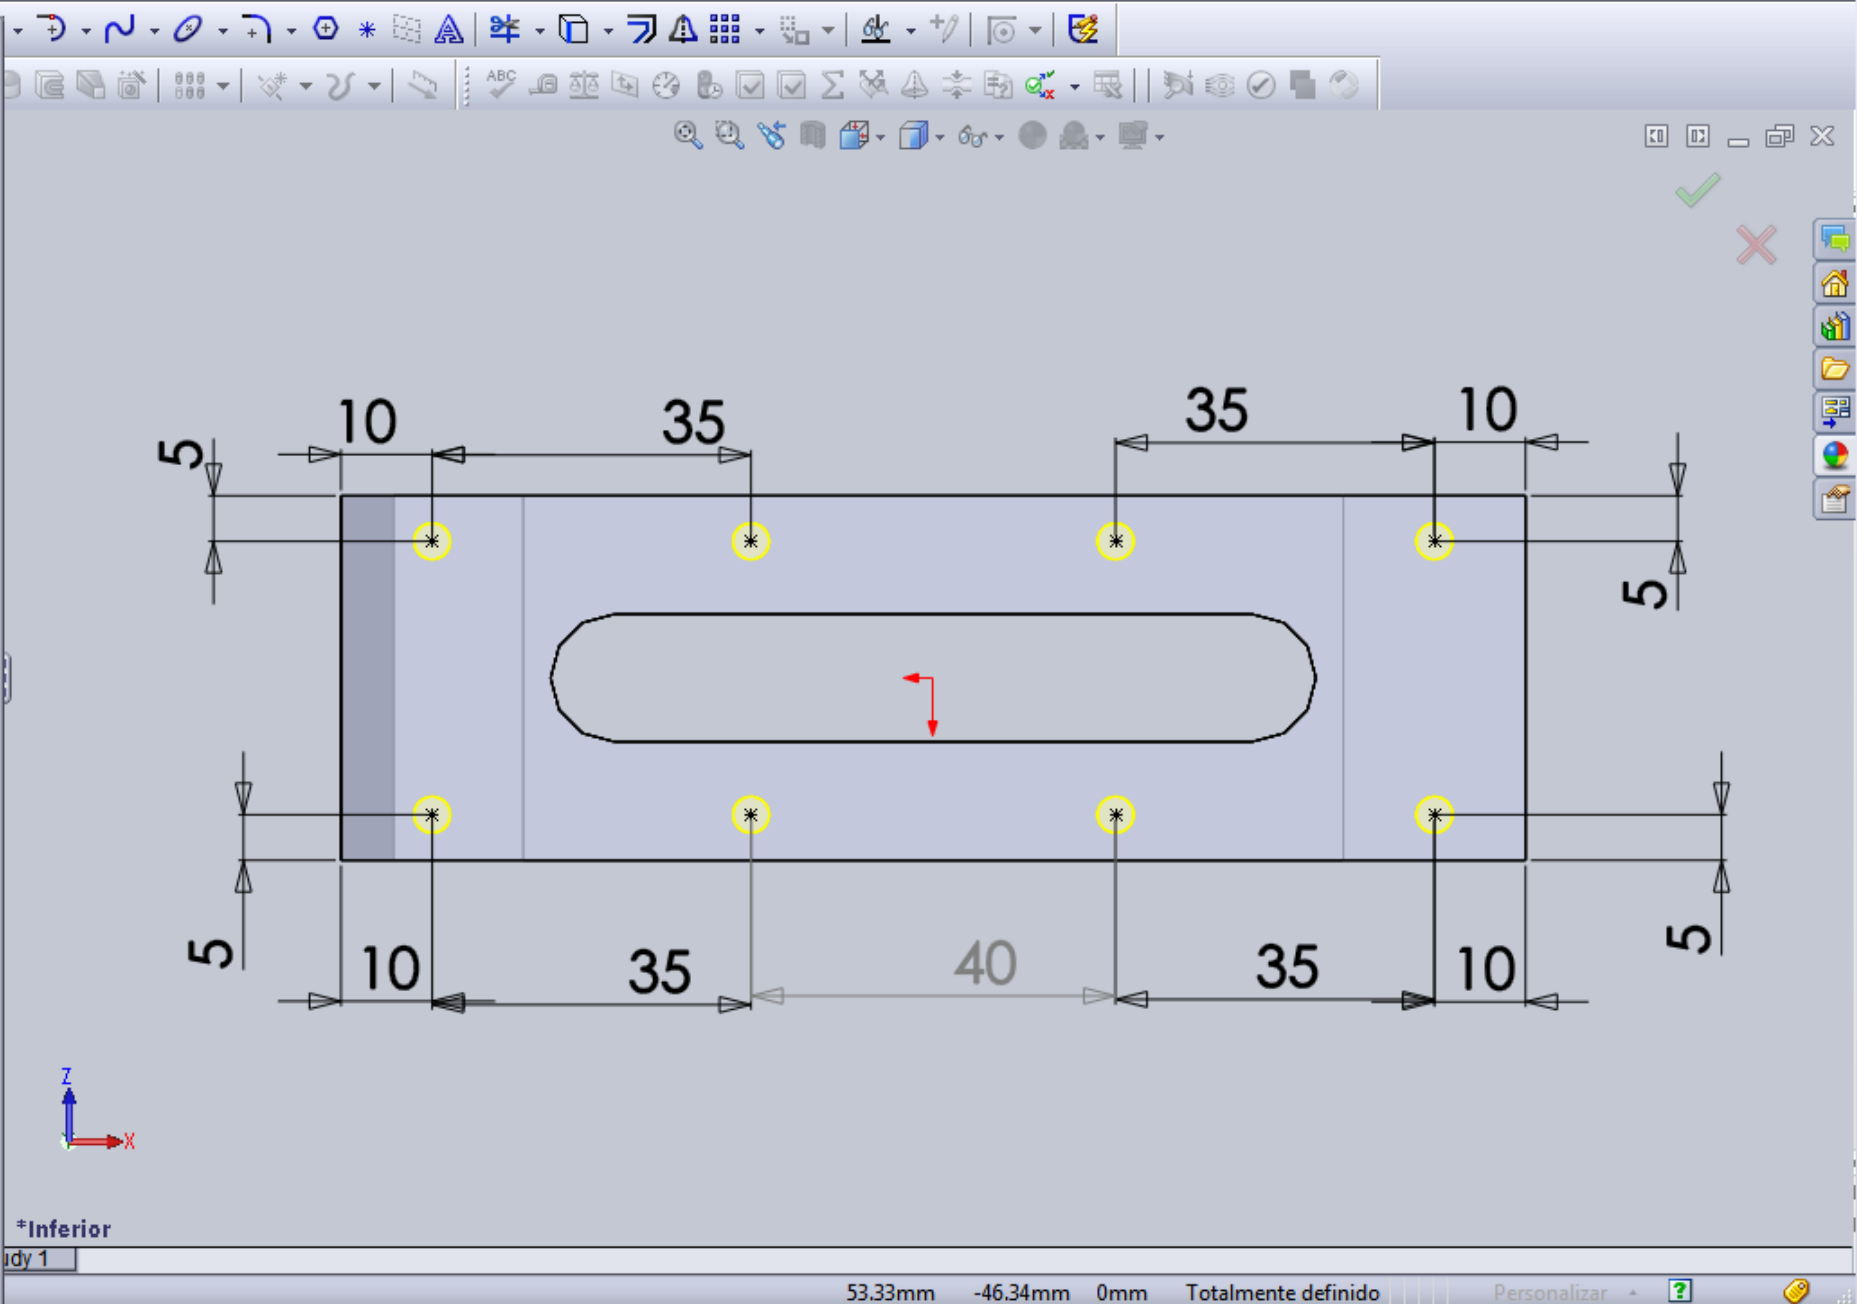 ABC
10 35 35 10
5
5
5 10 35 40 35 10 5
Z
X
*Inferior
udy 1
53.33mm -46.34mm 0mm Totalmente definido Personalizar ?